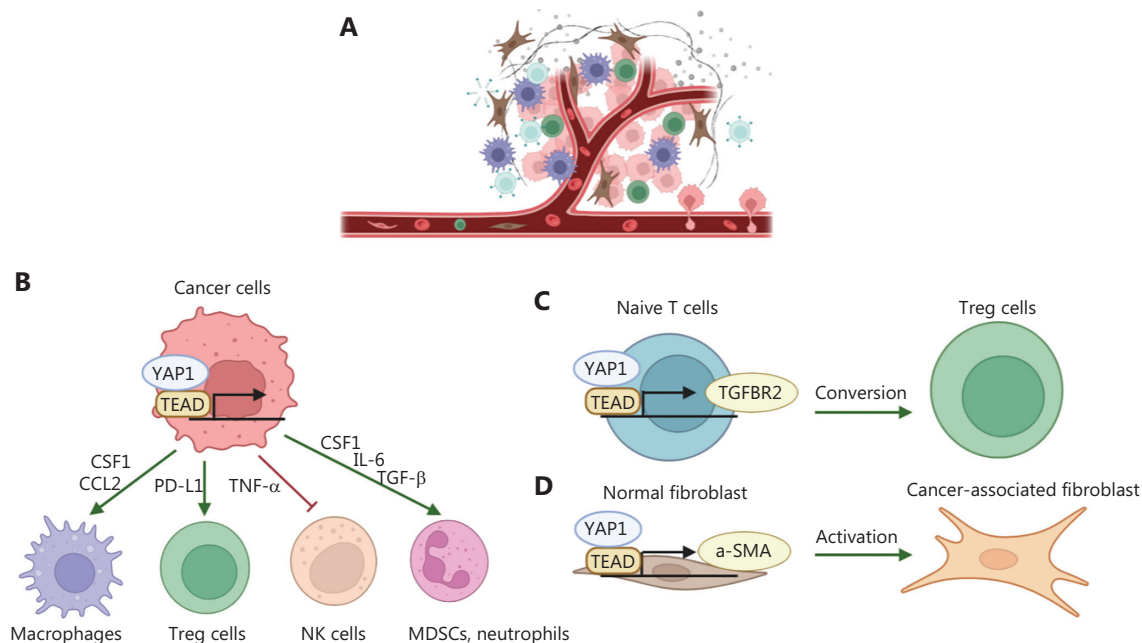 A
B
Cancer cells
YAP1
TEAD
CSF1
CCL2
PD-L1
TNF-α
CSF1
IL-6
TGF-β
Macrophages
Treg cells
NK cells
MDSCs, neutrophils
C
Naive T cells
YAP1
TEAD
TGFBR2
Conversion
Treg cells
D
Normal fibroblast
YAP1
TEAD
a-SMA
Activation
Cancer-associated fibroblast